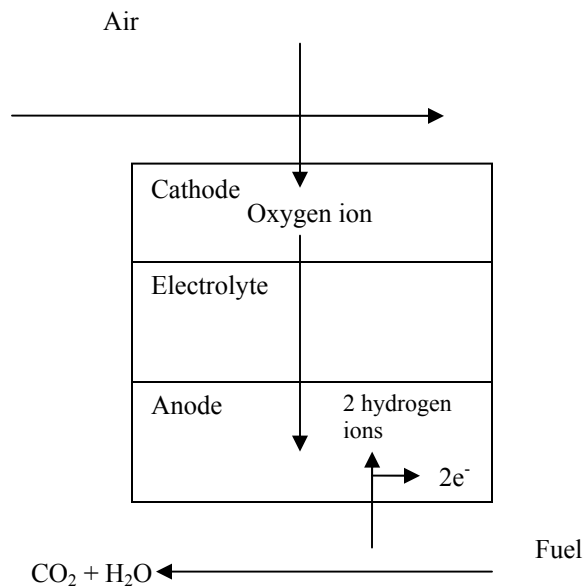 Air
Cathode
Oxygen ion
Electrolyte
Anode
2 hydrogen
ions
2e⁻
Fuel
CO₂ + H₂O